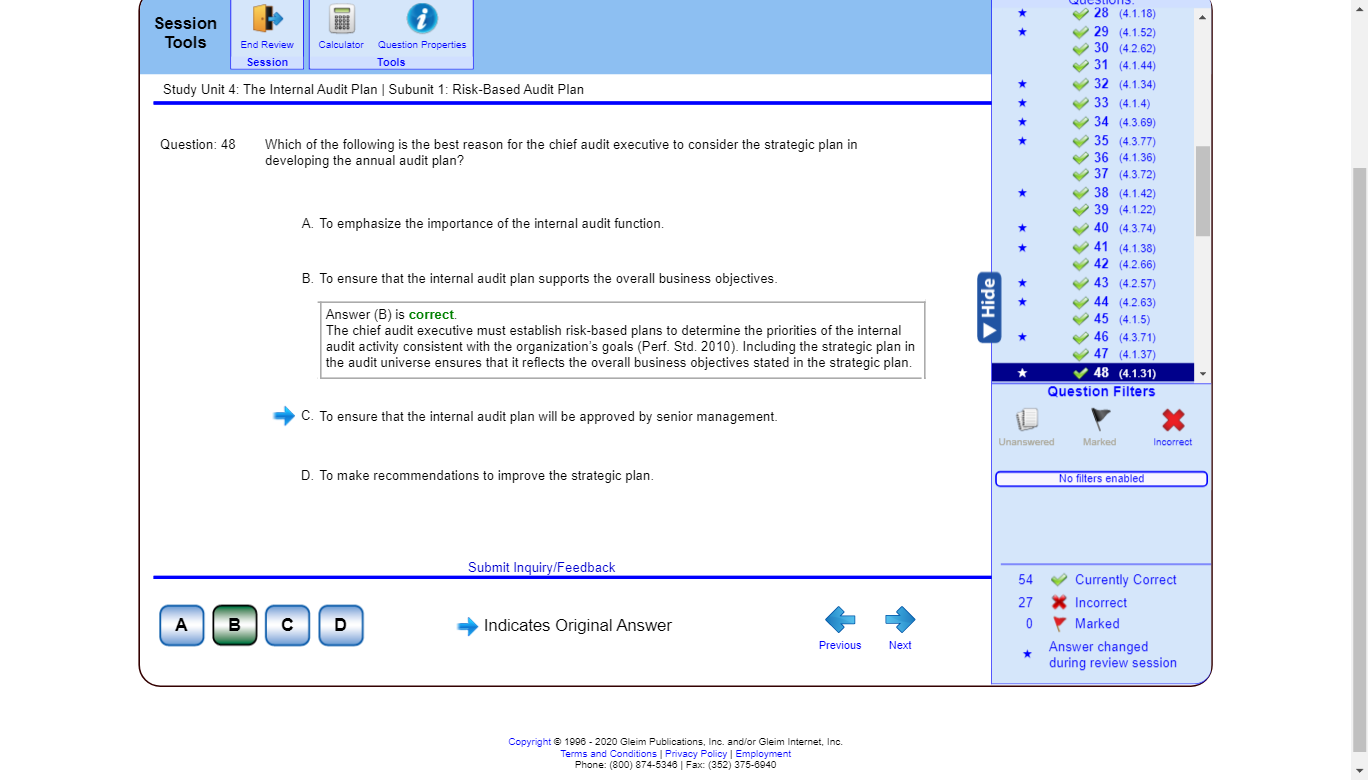 Session
Tools
End Review
Session
Calculator
Question Properties
Tools
Study Unit 4: The Internal Audit Plan | Subunit 1: Risk-Based Audit Plan
Question: 48
Which of the following is the best reason for the chief audit executive to consider the strategic plan in
developing the annual audit plan?
A. To emphasize the importance of the internal audit function.
B. To ensure that the internal audit plan supports the overall business objectives.
Answer (B) is correct.
The chief audit executive must establish risk-based plans to determine the priorities of the internal
audit activity consistent with the organization's goals (Perf. Std. 2010). Including the strategic plan in
the audit universe ensures that it reflects the overall business objectives stated in the strategic plan.
C. To ensure that the internal audit plan will be approved by senior management.
D. To make recommendations to improve the strategic plan.
Submit Inquiry/Feedback
A
B
C
D
Indicates Original Answer
Previous
Next
Questions:
28 (4.1.18)
29 (4.1.52)
30 (4.2.62)
31 (4.1.44)
32 (4.1.34)
33 (4.1.4)
34 (4.3.69)
35 (4.3.77)
36 (4.1.36)
37 (4.3.72)
38 (4.1.42)
39 (4.1.22)
40 (4.3.74)
41 (4.1.38)
42 (4.2.66)
43 (4.2.57)
44 (4.2.63)
45 (4.1.5)
46 (4.3.71)
47 (4.1.37)
48 (4.1.31)
Hide
Question Filters
Unanswered
Marked
Incorrect
No filters enabled
54 Currently Correct
27 Incorrect
0 Marked
Answer changed
during review session
Copyright © 1996 - 2020 Gleim Publications, Inc. and/or Gleim Internet, Inc.
Terms and Conditions | Privacy Policy | Employment
Phone: (800) 874-5346 | Fax: (352) 375-6940